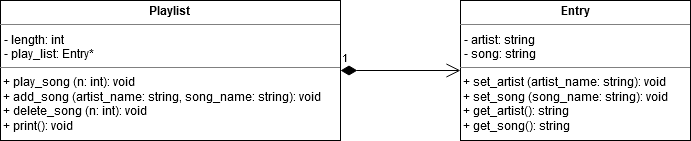 Playlist
- length: int
- play_list: Entry*
+ play_song (n: int): void
+ add_song (artist_name: string, song_name: string): void
+ delete_song (n: int): void
+ print(): void
1
Entry
- artist: string
- song: string
+ set_artist (artist_name: string): void
+ set_song (song_name: string): void
+ get_artist(): string
+ get_song(): string